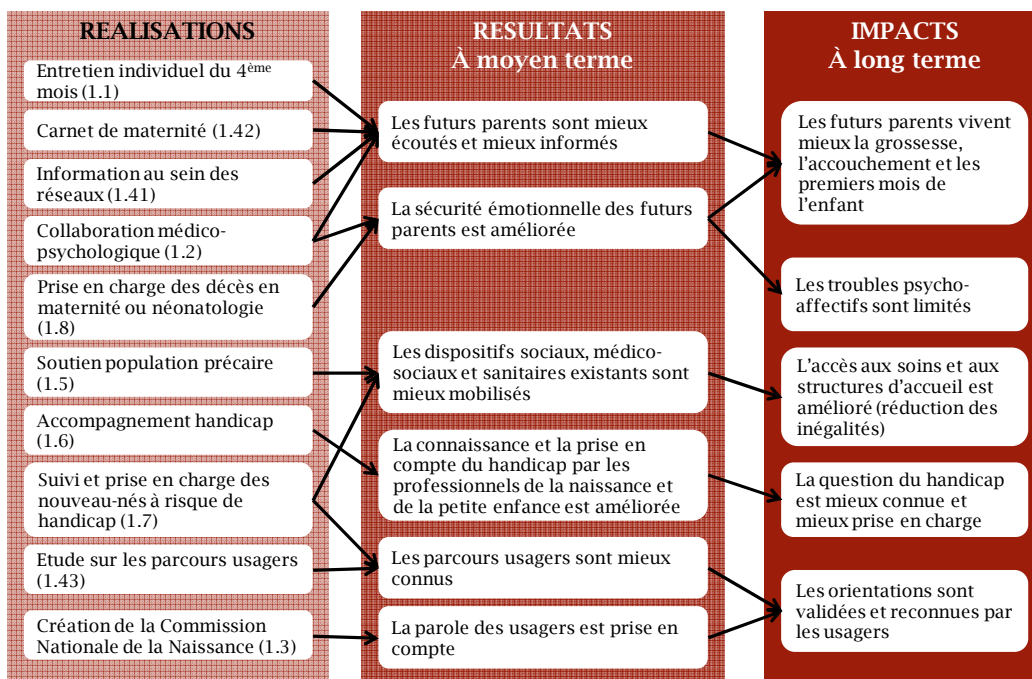 REALISATIONS
Entretien individuel du 4ème
mois (1.1)
Carnet de maternité (1.42)
Information au sein des
réseaux (1.41)
Collaboration médico-
psychologique (1.2)
Prise en charge des décès en
maternité ou néonatologie
(1.8)
Soutien population précaire
(1.5)
Accompagnement handicap
(1.6)
Suivi et prise en charge des
nouveau-nés à risque de
handicap (1.7)
Etude sur les parcours usagers
(1.43)
Création de la Commission
Nationale de la Naissance (1.3)
RESULTATS
À moyen terme
Les futurs parents sont mieux
écoutés et mieux informés
La sécurité émotionnelle des futurs
parents est améliorée
Les dispositifs sociaux, médico-
sociaux et sanitaires existants sont
mieux mobilisés
La connaissance et la prise en
compte du handicap par les
professionnels de la naissance et
de la petite enfance est améliorée
Les parcours usagers sont mieux
connus
La parole des usagers est prise en
compte
IMPACTS
À long terme
Les futurs parents vivent
mieux la grossesse,
l'accouchement et les
premiers mois de
l'enfant
Les troubles psycho-
affectifs sont limités
L'accès aux soins et aux
structures d'accueil est
amélioré (réduction des
inégalités)
La question du handicap
est mieux connue et
mieux prise en charge
Les orientations sont
validées et reconnues par
les usagers